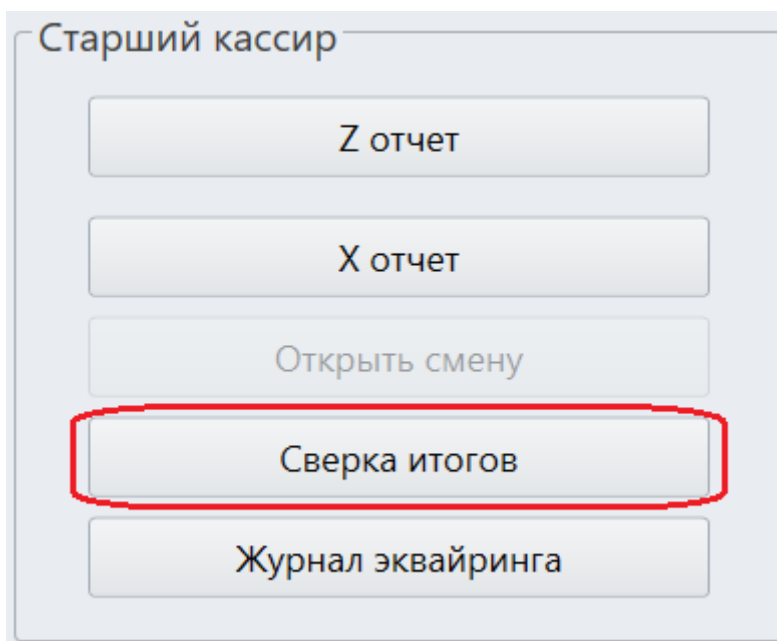 Старший кассир
Z отчет
X отчет
Открыть смену
Сверка итогов
Журнал эквайринга